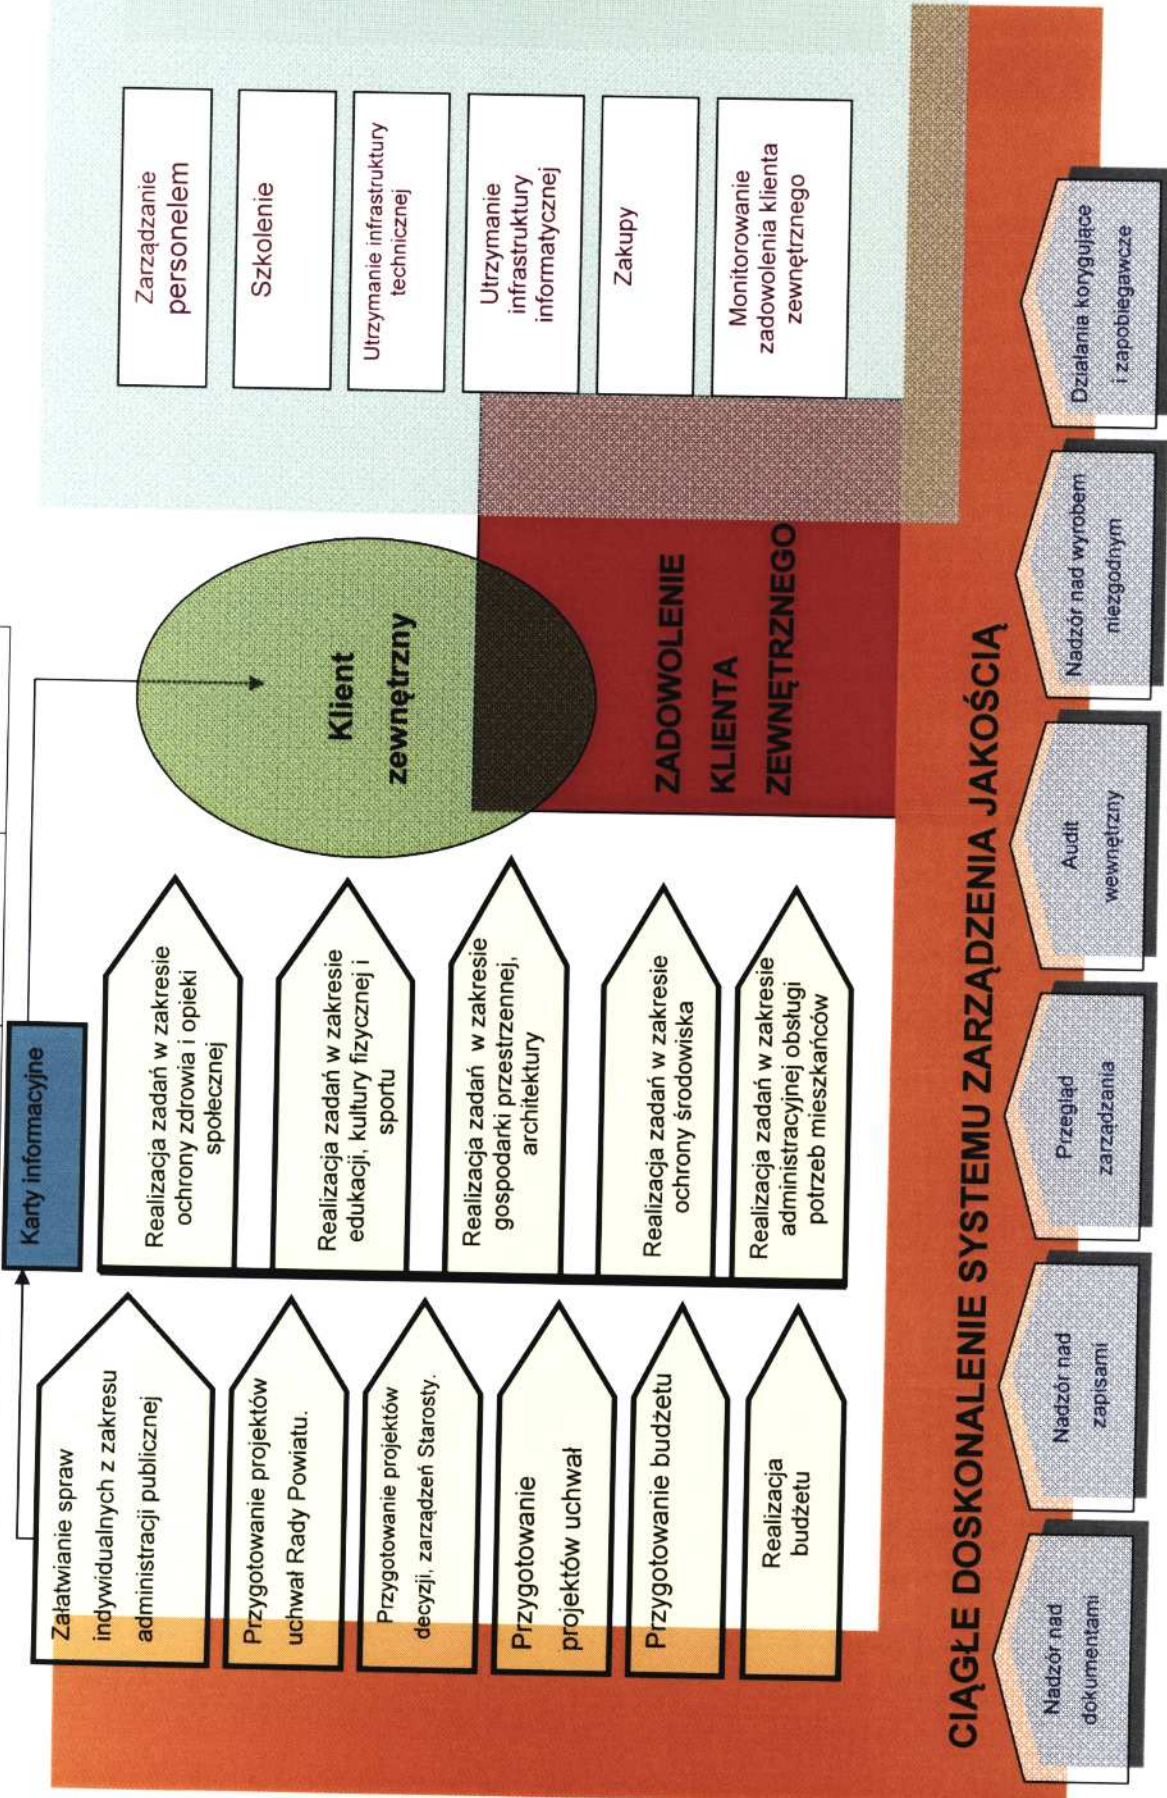 Karty informacyjne
Załatwianie spraw
indywidualnych z zakresu
administracji publicznej
Przygotowanie projektów
uchwał Rady Powiatu.
Przygotowanie projektów
decyzji, zarządzeń Starosty.
Przygotowanie
projektów uchwał
Przygotowanie budżetu
Realizacja
budżetu
Realizacja zadań w zakresie
ochrony zdrowia i opieki
społecznej
Realizacja zadań w zakresie
edukacji, kultury fizycznej i
sportu
Realizacja zadań w zakresie
gospodarki przestrzennej,
architektury
Realizacja zadań w zakresie
ochrony środowiska
Realizacja zadań w zakresie
administracyjnej obsługi
potrzeb mieszkańców
Klient
zewnętrzny
ZADOWOLENIE
KLIENTA
ZEWNĘTRZNEGO
Zarządzanie
personelem
Szkolenie
Utrzymanie infrastruktury
technicznej
Utrzymanie
infrastruktury
informatycznej
Zakupy
Monitorowanie
zadowolenia klienta
zewnętrznego
CIĄGŁE DOSKONALENIE SYSTEMU ZARZĄDZENIA JAKOŚCIĄ
Nadzór nad
dokumentami
Nadzór nad
zapisami
Przegląd
zarządzania
Audit
wewnętrzny
Nadzór nad wyrobem
niezgodnym
Działania korygujące
i zapobiegawcze